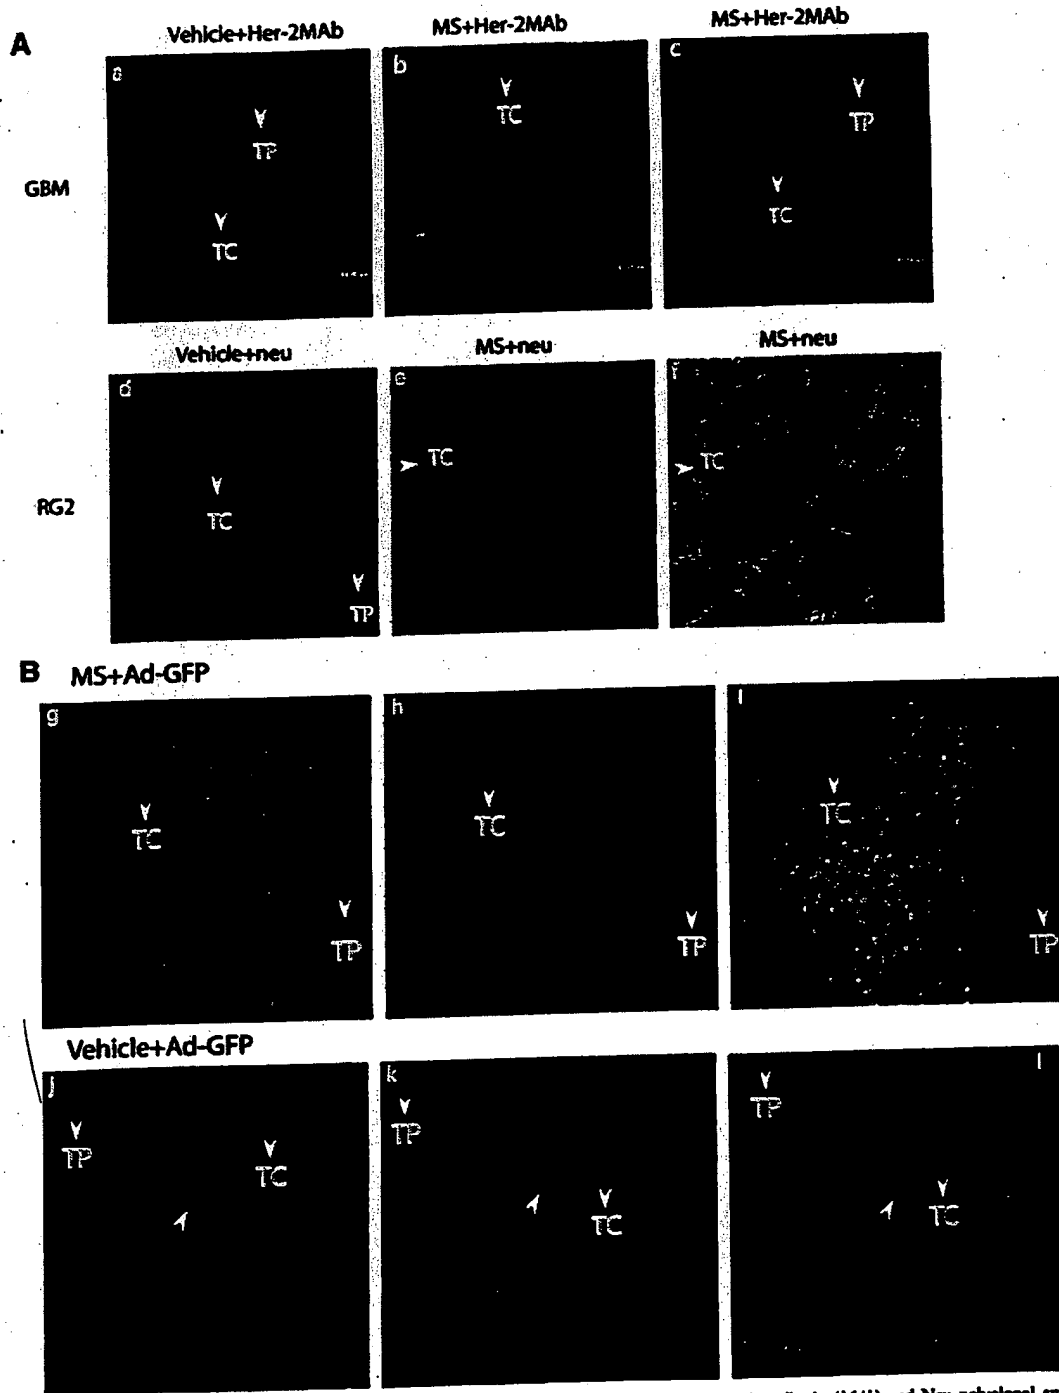 A
Vehicle+Her-2MAb
MS+Her-2MAb
MS+Her-2MAb
GBM
a
TP
TC
b
TC
c
TP
TC
Vehicle+neu
MS+neu
MS+neu
RG2
d
TC
TP
e
TC
f
TC
B MS+Ad-GFP
g
TC
TP
h
TC
TP
i
TC
TP
Vehicle+Ad-GFP
j
TP
TC
k
TP
TC
l
TP
TC